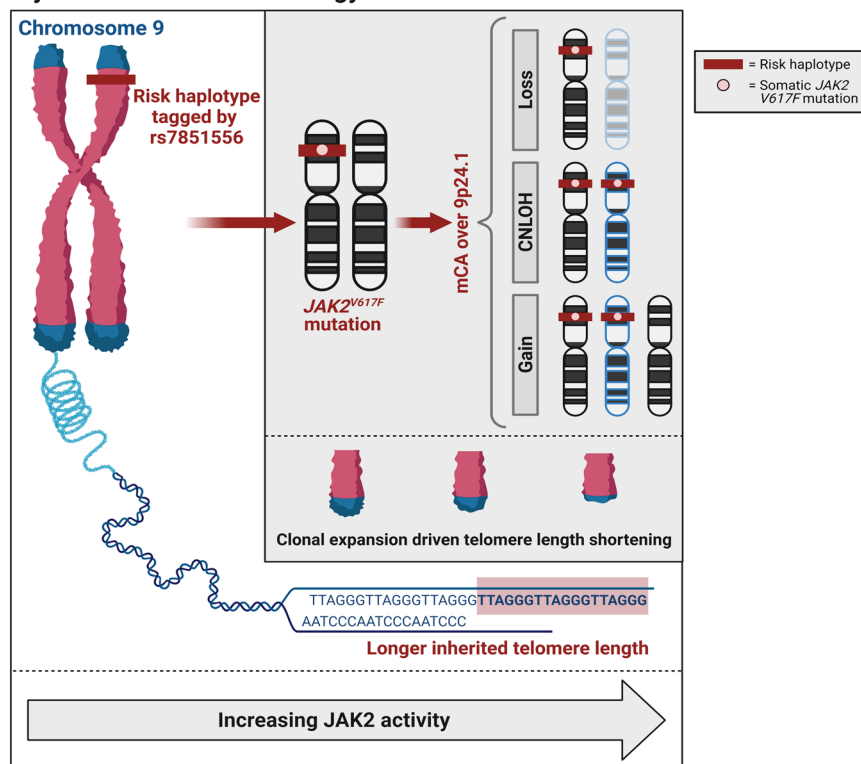 Chromosome 9
Risk haplotype
tagged by
rs7851556
JAK2V617F
mutation
mCA over 9p24.1
Loss
CNLOH
Gain
= Risk haplotype
= Somatic JAK2
V617F mutation
Clonal expansion driven telomere length shortening
TTAGGGTTAGGGTTAGGGTTAGGGTTAGGGTTAGGG
AATCCCAATCCCAATCCC
Longer inherited telomere length
Increasing JAK2 activity